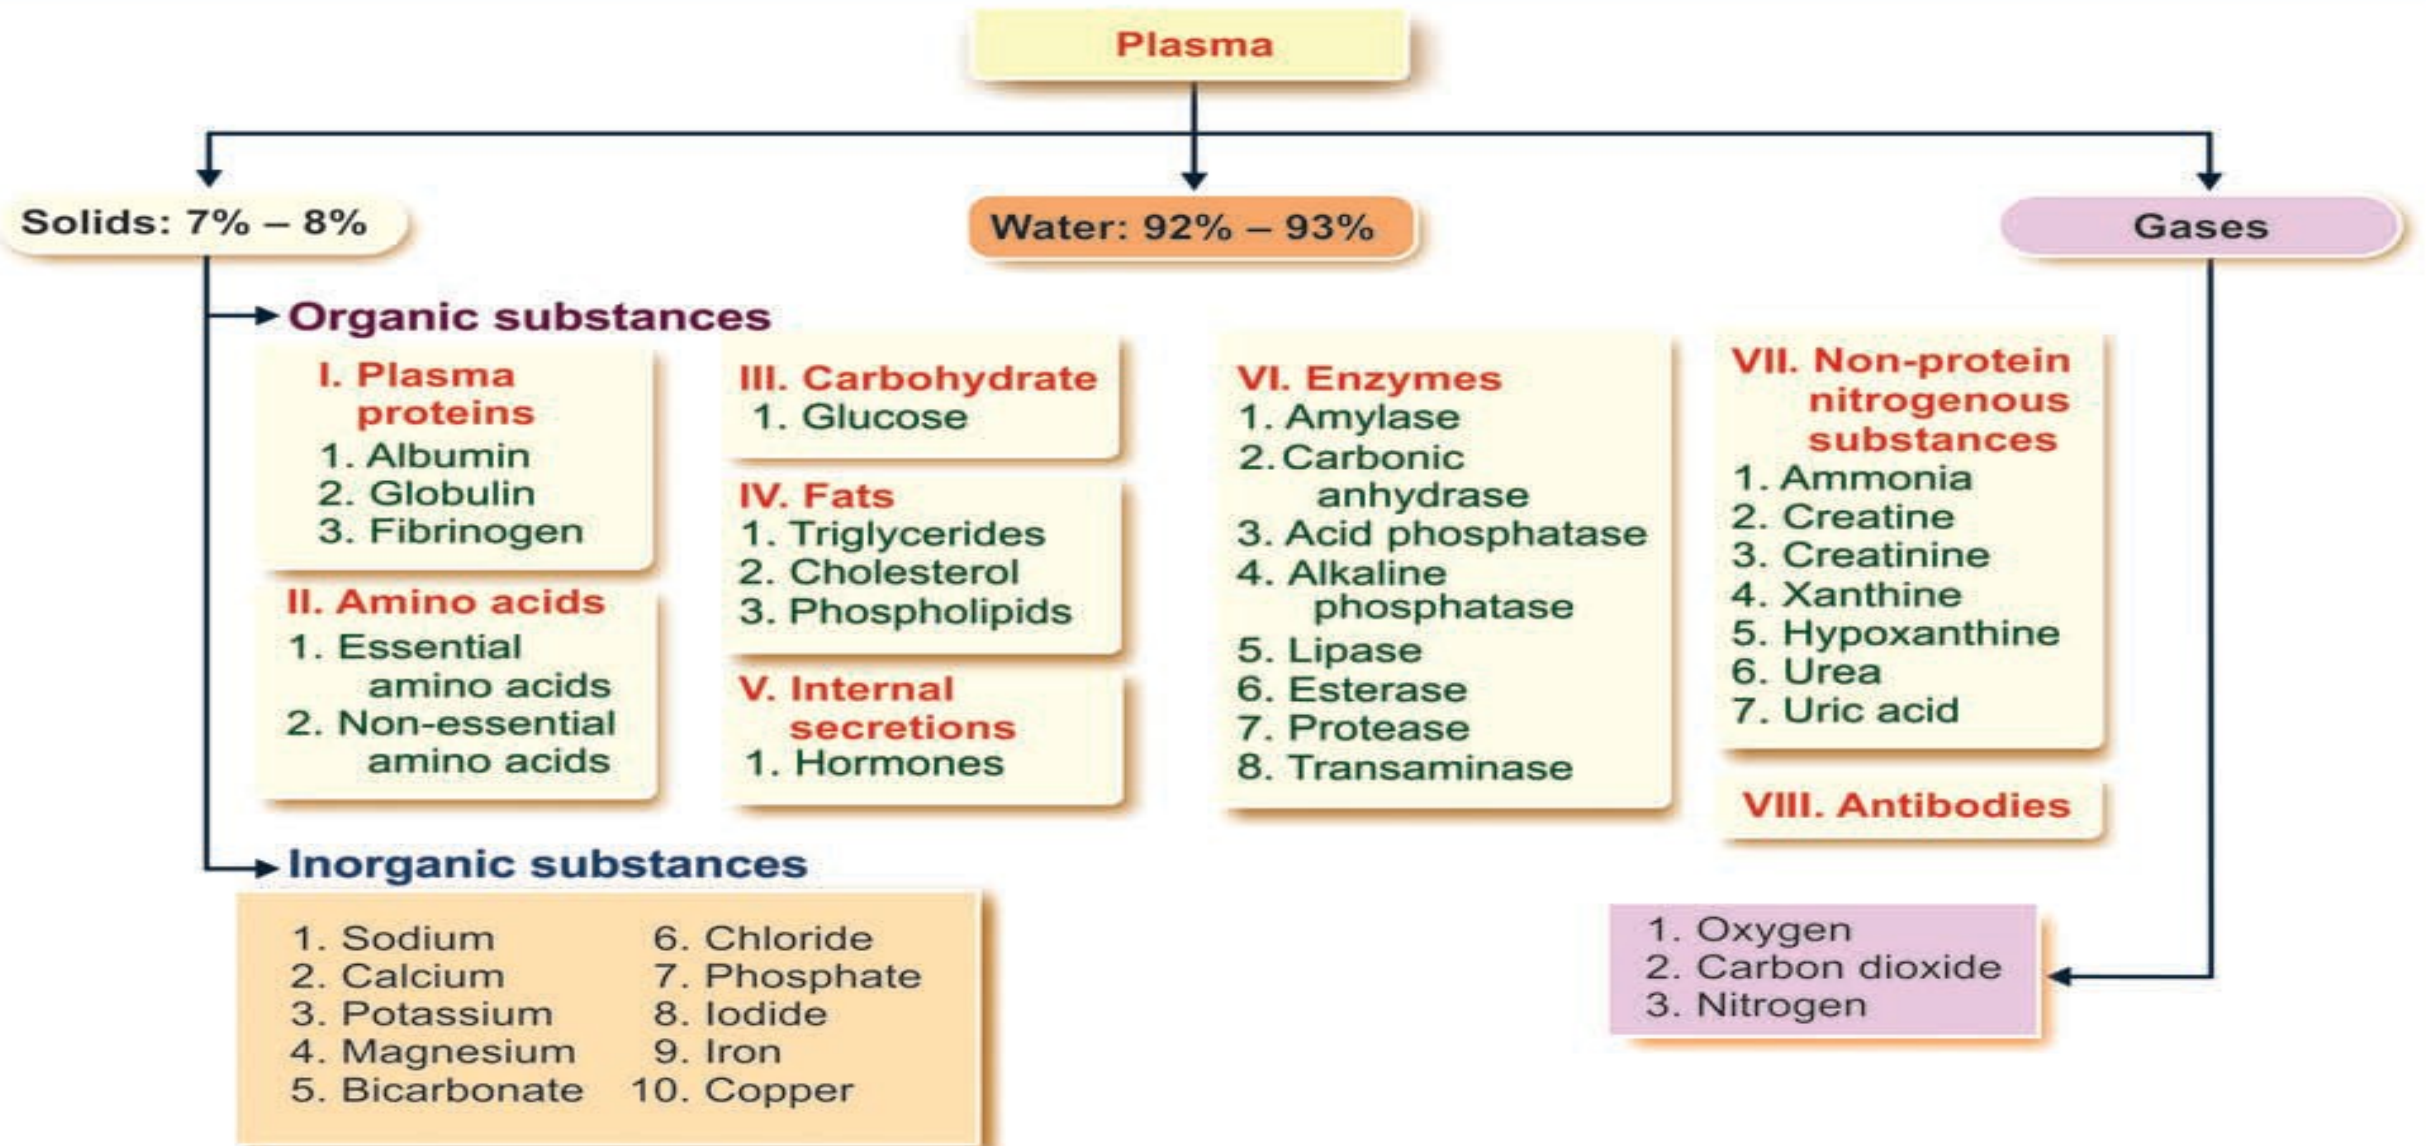 Plasma
Solids: 7% – 8%
Water: 92% – 93%
Gases
Organic substances
I. Plasma
proteins
1. Albumin
2. Globulin
3. Fibrinogen
II. Amino acids
1. Essential
amino acids
2. Non-essential
amino acids
III. Carbohydrate
1. Glucose
IV. Fats
1. Triglycerides
2. Cholesterol
3. Phospholipids
V. Internal
secretions
1. Hormones
VI. Enzymes
1. Amylase
2. Carbonic
anhydrase
3. Acid phosphatase
4. Alkaline
phosphatase
5. Lipase
6. Esterase
7. Protease
8. Transaminase
VII. Non-protein
nitrogenous
substances
1. Ammonia
2. Creatine
3. Creatinine
4. Xanthine
5. Hypoxanthine
6. Urea
7. Uric acid
VIII. Antibodies
Inorganic substances
1. Sodium
2. Calcium
3. Potassium
4. Magnesium
5. Bicarbonate
6. Chloride
7. Phosphate
8. Iodide
9. Iron
10. Copper
1. Oxygen
2. Carbon dioxide
3. Nitrogen